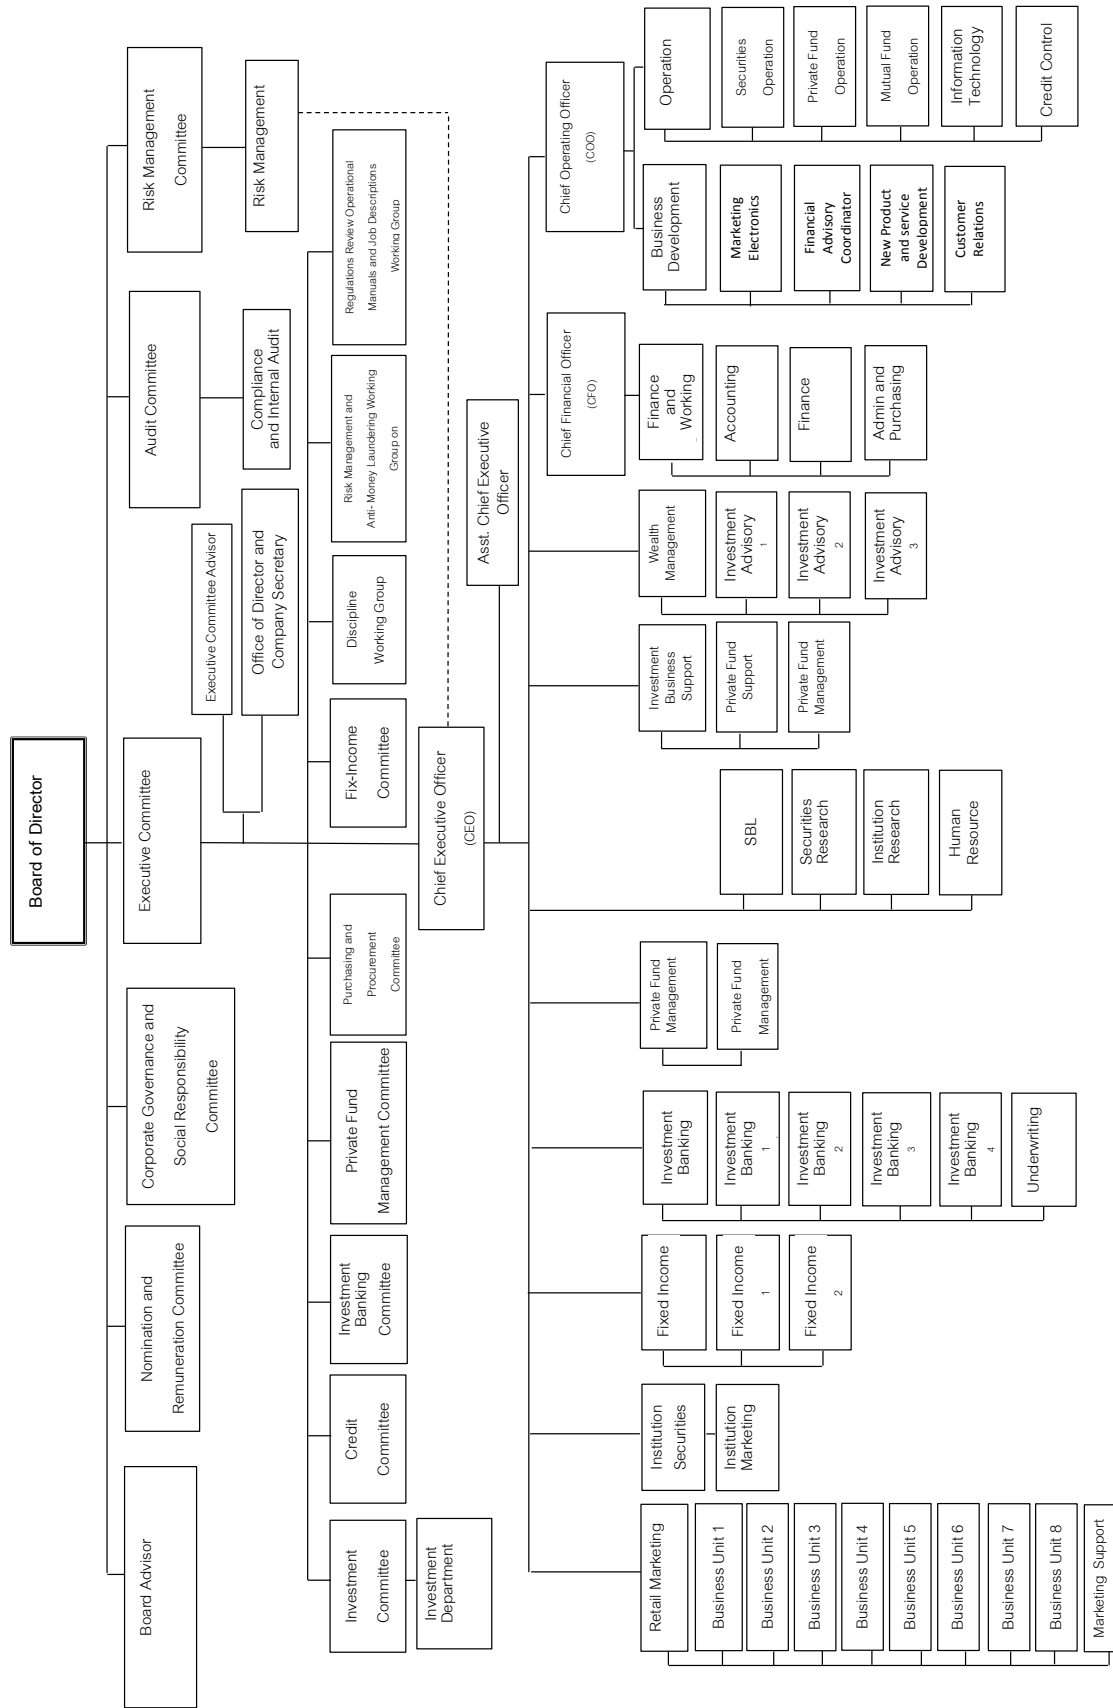 Board of Director
Board Advisor
Nomination and
Remuneration Committee
Corporate Governance and
Social Responsibility
Committee
Executive Committee
Audit Committee
Risk Management
Committee
Executive Committee Advisor
Office of Director and
Company Secretary
Compliance
and Internal Audit
Risk Management
Investment
Committee
Credit
Committee
Investment
Banking
Committee
Private Fund
Management Committee
Purchasing and
Procurement
Committee
Fix-Income
Committee
Discipline
Working Group
Risk Management and
Anti- Money Laundering Working
Group on
Regulations Review Operational
Manuals and Job Descriptions
Working Group
Investment
Department
Chief Executive Officer
(CEO)
Asst. Chief Executive
Officer
Chief Financial Officer
(CFO)
Chief Operating Officer
(COO)
Retail Marketing
Business Unit 1
Business Unit 2
Business Unit 3
Business Unit 4
Business Unit 5
Business Unit 6
Business Unit 7
Business Unit 8
Marketing Support
Institution
Securities
Institution
Marketing
Fixed Income
Fixed Income
1
Fixed Income
2
Investment
Banking
Investment
Banking
1
Investment
Banking
2
Investment
Banking
3
Investment
Banking
4
Underwriting
Private Fund
Management
Private Fund
Management
SBL
Securities
Research
Institution
Research
Human
Resource
Investment
Business
Support
Private Fund
Support
Private Fund
Management
Wealth
Management
Investment
Advisory
1
Investment
Advisory
2
Investment
Advisory
3
Finance
and
Working
Accounting
Finance
Admin and
Purchasing
Business
Development
Marketing
Electronics
Financial
Advisory
Coordinator
New Product
and service
Development
Customer
Relations
Operation
Securities
Operation
Private Fund
Operation
Mutual Fund
Operation
Information
Technology
Credit Control